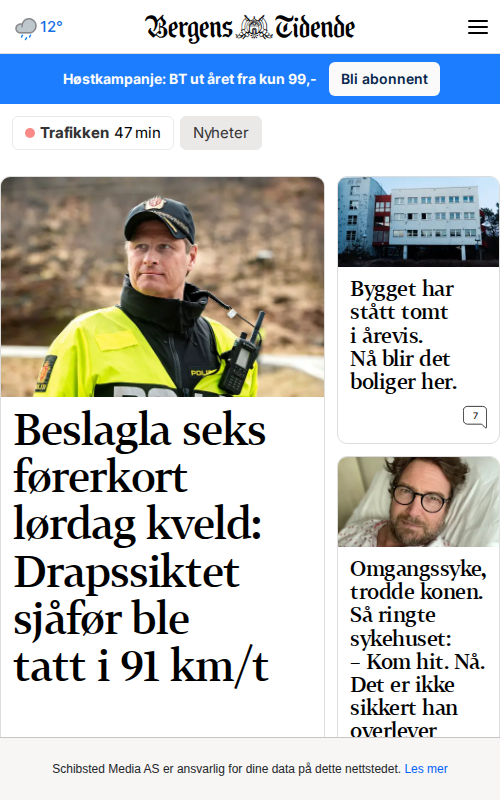 12°
Bergens Tidende
Høstkampanje: BT ut året fra kun 99,-
Bli abonnent
Trafikken 47 min
Nyheter
POLIS
Beslagla seks
førerkort
lørdag kveld:
Drapssiktet
sjåfør ble
tatt i 91 km/t
Bygget har
stått tomt
i årevis.
Nå blir det
boliger her.
7
Omgangssyke,
trodde konen.
Så ringte
sykehuset:
– Kom hit. Nå.
Det er ikke
sikkert han
overlever
Schibsted Media AS er ansvarlig for dine data på dette nettstedet. Les mer